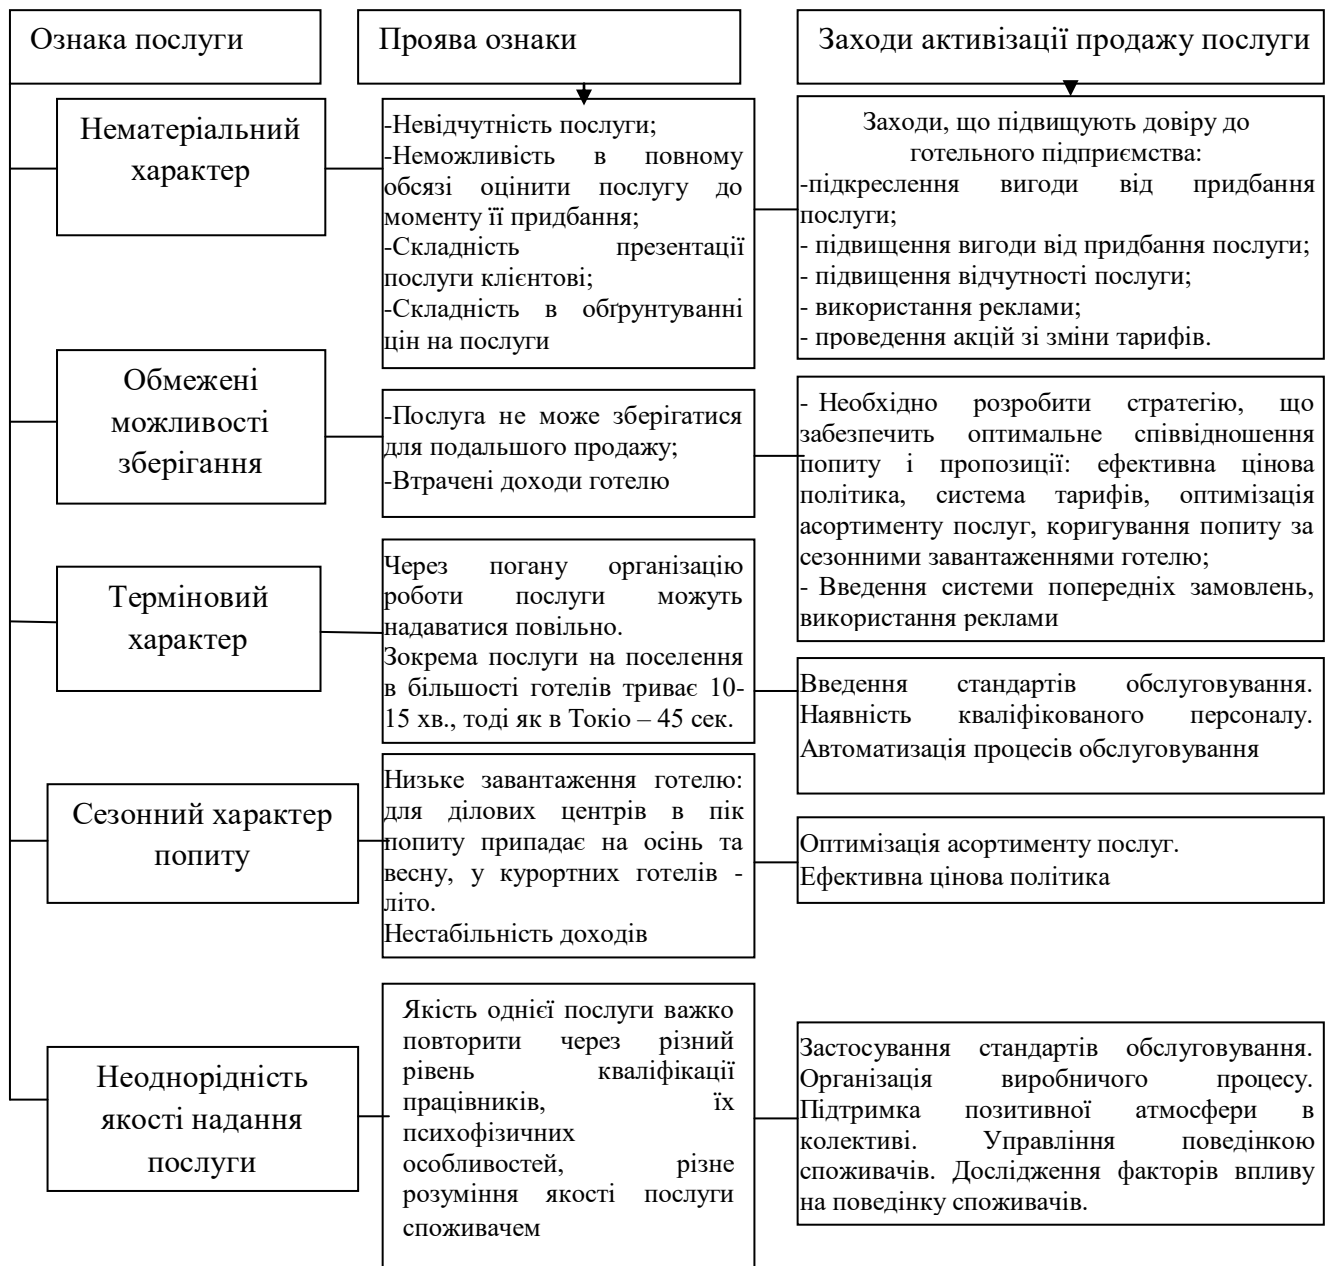 Ознака послуги
Проява ознаки
Заходи активізації продажу послуги
Нематеріальний
характер
-Невідчутність послуги;
-Неможливість в повному
обсязі оцінити послугу до
моменту її придбання;
-Складність презентації
послуги клієнтові;
-Складність в обґрунтуванні
цін на послуги
Заходи, що підвищують довіру до
готельного підприємства:
-підкреслення вигоди від придбання
послуги;
- підвищення вигоди від придбання послуги;
- підвищення відчутності послуги;
- використання реклами;
- проведення акцій зі зміни тарифів.
Обмежені
можливості
зберігання
-Послуга не може зберігатися
для подальшого продажу;
-Втрачені доходи готелю
- Необхідно розробити стратегію, що
забезпечить оптимальне співвідношення
попиту і пропозиції: ефективна цінова
політика, система тарифів, оптимізація
асортименту послуг, коригування попиту за
сезонними завантаженнями готелю;
- Введення системи попередніх замовлень,
використання реклами
Терміновий
характер
Через погану організацію
роботи послуги можуть
надаватися повільно.
Зокрема послуги на поселення
в більшості готелів триває 10-
15 хв., тоді як в Токіо – 45 сек.
Введення стандартів обслуговування.
Наявність кваліфікованого персоналу.
Автоматизація процесів обслуговування
Сезонний характер
попиту
Низьке завантаження готелю:
для ділових центрів в пік
попиту припадає на осінь та
весну, у курортних готелів -
літо.
Нестабільність доходів
Оптимізація асортименту послуг.
Ефективна цінова політика
Неоднорідність
якості надання
послуги
Якість однієї послуги важко
повторити через різний
рівень кваліфікації
працівників, їх
психофізичних
особливостей, різне
розуміння якості послуги
споживачем
Застосування стандартів обслуговування.
Організація виробничого процесу.
Підтримка позитивної атмосфери в
колективі. Управління поведінкою
споживачів. Дослідження факторів впливу
на поведінку споживачів.